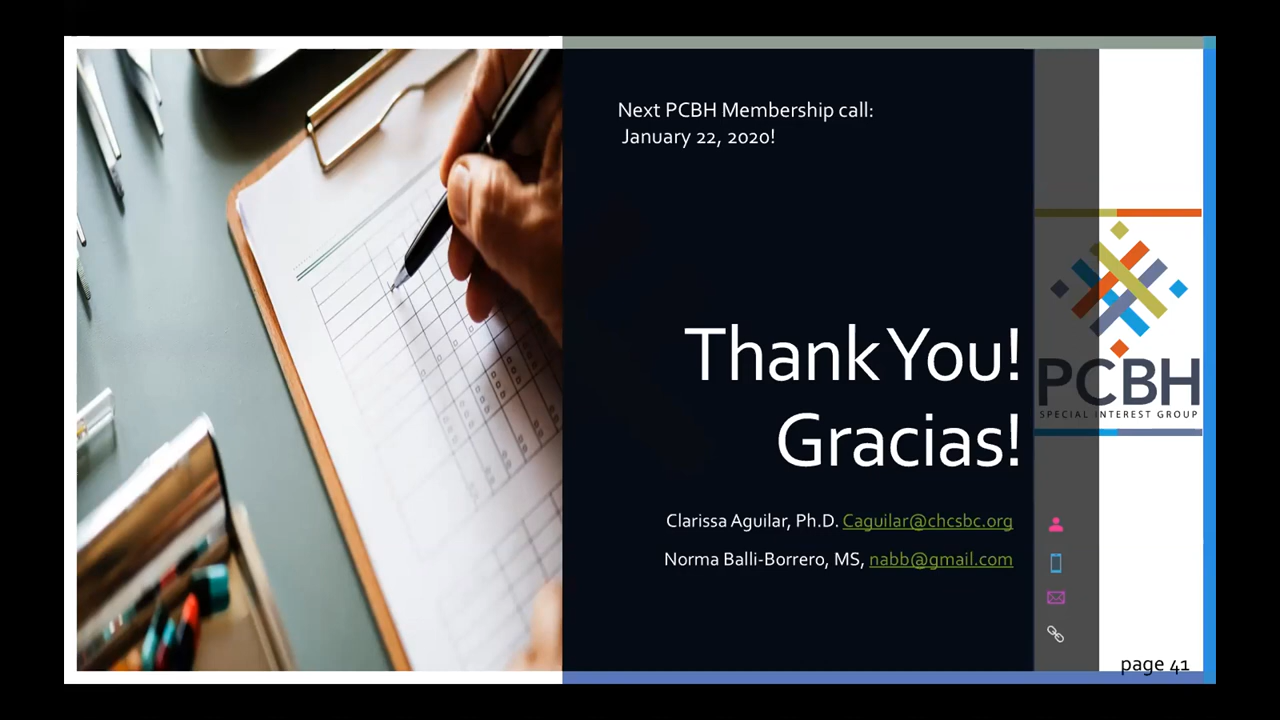 Next PCBH Membership call:
January 22, 2020!
Thank You!
Gracias!
Clarissa Aguilar, Ph.D. Caguilar@chcsbc.org
Norma Balli-Borrero, MS, nabb@gmail.com
PCBH
SPECIAL INTEREST GROUP
page 41